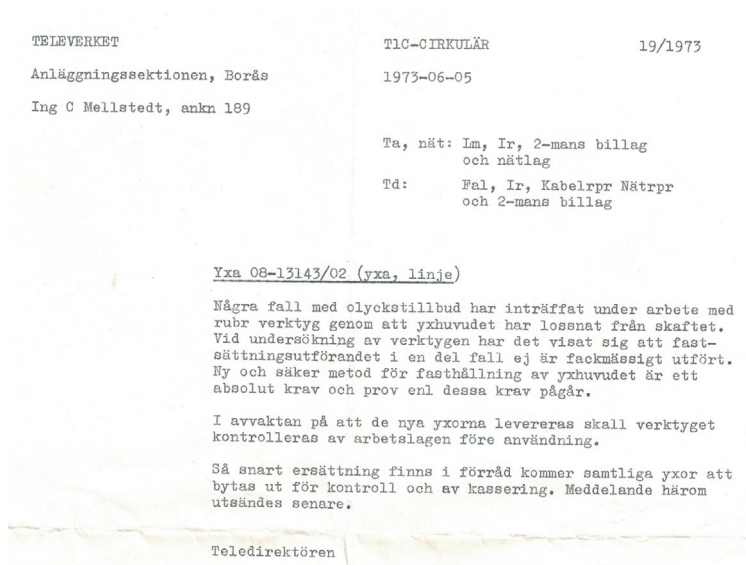 TELEVERKET
T1C-CIRKULÄR 19/1973
Anläggningssektionen, Borås
1973-06-05
Ing C Mellstedt, ankn 189
Ta, nät: Im, Ir, 2-mans billag
och nätlag
Td: Fal, Ir, Kabelrpr Nätrpr
och 2-mans billag
Yxa 08-13143/02 (yxa, linje)
Några fall med olyckstillbud har inträffat under arbete med
rubr verktyg genom att yxhuvudet har lossnat från skaftet.
Vid undersökning av verktygen har det visat sig att fast-
sättningsutförandet i en del fall ej är fackmässigt utfört.
Ny och säker metod för fasthållning av yxhuvudet är ett
absolut krav och prov enl dessa krav pågår.
I avvaktan på att de nya yxorna levereras skall verktyget
kontrolleras av arbetslagen före användning.
Så snart ersättning finns i förråd kommer samtliga yxor att
bytas ut för kontroll och av kassering. Meddelande härom
utsändes senare.
Teledirektören